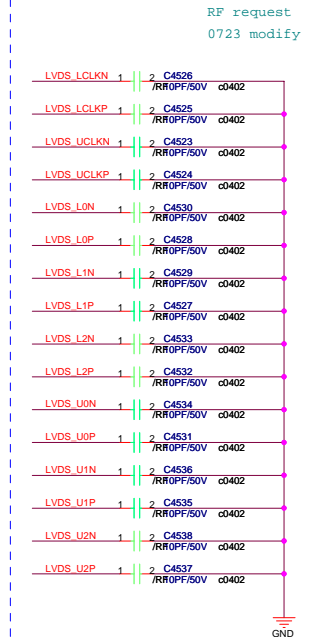 RF request
0723 modify
LVDS_LCLKN 1 2 C4526
/RF10PF/50V c0402
LVDS_LCLKP 1 2 C4525
/RF10PF/50V c0402
LVDS_UCLKN 1 2 C4523
/RF10PF/50V c0402
LVDS_UCLKP 1 2 C4524
/RF10PF/50V c0402
LVDS_L0N 1 2 C4530
/RF10PF/50V c0402
LVDS_L0P 1 2 C4528
/RF10PF/50V c0402
LVDS_L1N 1 2 C4529
/RF10PF/50V c0402
LVDS_L1P 1 2 C4527
/RF10PF/50V c0402
LVDS_L2N 1 2 C4533
/RF10PF/50V c0402
LVDS_L2P 1 2 C4532
/RF10PF/50V c0402
LVDS_U0N 1 2 C4534
/RF10PF/50V c0402
LVDS_U0P 1 2 C4531
/RF10PF/50V c0402
LVDS_U1N 1 2 C4536
/RF10PF/50V c0402
LVDS_U1P 1 2 C4535
/RF10PF/50V c0402
LVDS_U2N 1 2 C4538
/RF10PF/50V c0402
LVDS_U2P 1 2 C4537
/RF10PF/50V c0402
GND